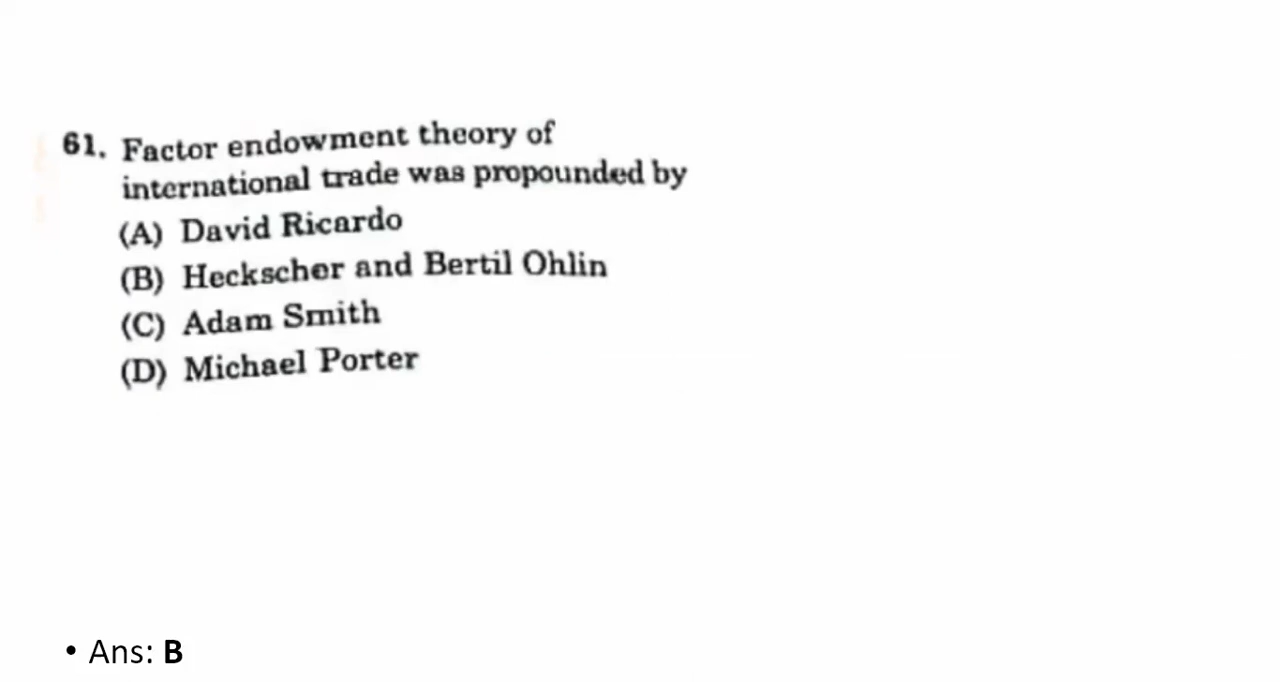 61. Factor endowment theory of
international trade was propounded by
(A) David Ricardo
(B) Heckscher and Bertil Ohlin
(C) Adam Smith
(D) Michael Porter
• Ans: B